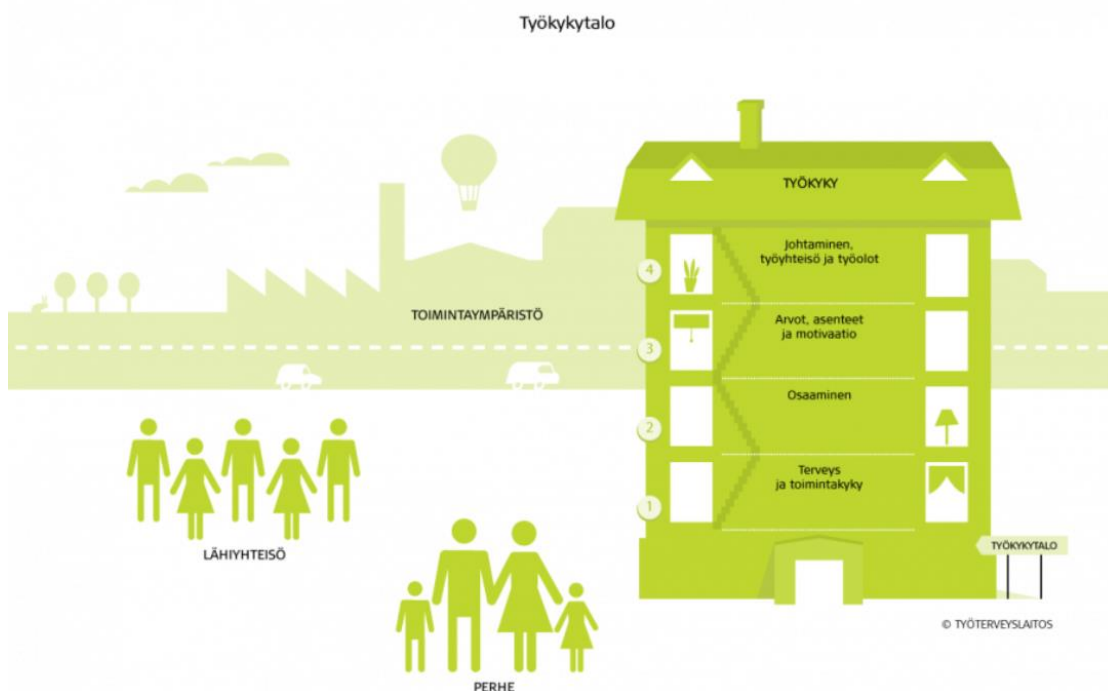 Työkykytalo
TYÖKYKY
4
Johtaminen,
työyhteisö ja työolot
TOIMINTAYMPÄRISTÖ
3
Arvot, asenteet
ja motivaatio
2
Osaaminen
1
Terveys
ja toimintakyky
LÄHIYHTEISÖ
TYÖKYKYTALO
© TYÖTERVEYSLAITOS
PERHE